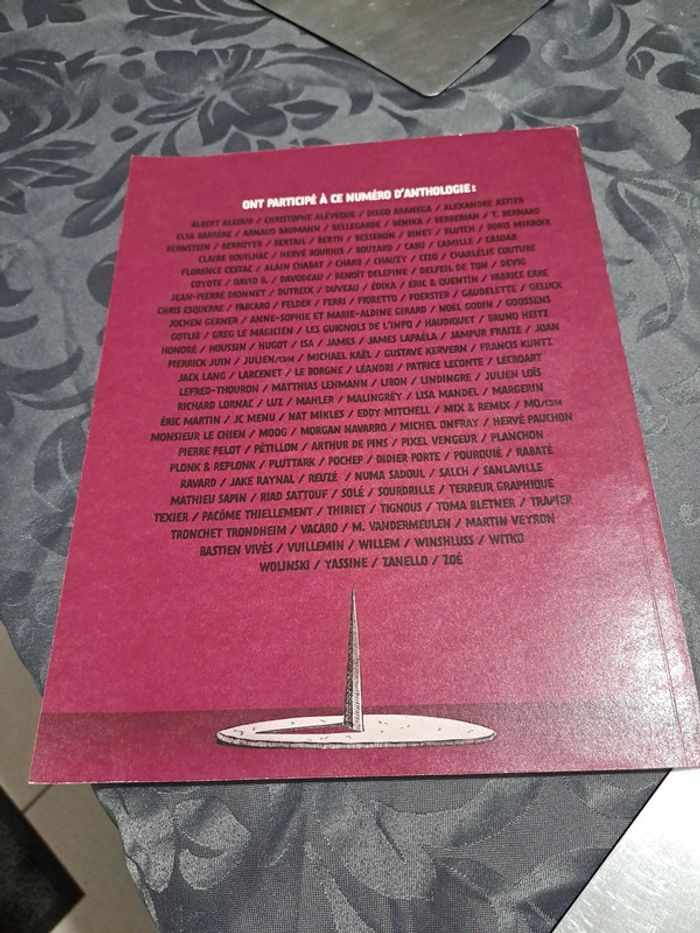 ONT PARTICIPÉ À CE NUMÉRO D'ANTHOLOGIE :
ALBERT ALGOUD / CHRISTOPHE ALÉVÊQUE / DIEGO ARANEGA / ALEXANDRE ASTIER
ELSA BARRÈRE / ARNAUD BAUMANN / BELLEGARDE / BÉNIKA / BERBERIAN / T. BERNARD
BERNSTEIN / BERROYER / BERTAIL / BERTH / BESSERON / BINET / BLUTCH / BORIS MIRROIR
CLAIRE BOUILHAC / HERVÉ BOURHIS / BOUZARD / CABU / CAMILLE / CASOAR
FLORENCE CESTAC / ALAIN CHABAT / CHARB / CHAUZY / CIZO / CHARLÉLIE COUTURE
COYOTE / DAVID B. / DAVODEAU / BENOÎT DELÉPINE / DELFEIL DE TON / DEVIG
JEAN-PIERRE DIONNET / DUTREIX / DUVEAU / ÉDIKA / ÉRIC & QUENTIN / FABRICE ERRE
CHRIS ESQUERRE / FABCARO / FELDER / FERRI / FIORETTO / FOERSTER / GAUDELETTE / GELUCK
JOCHEN GERNER / ANNE-SOPHIE ET MARIE-ALDINE GIRARD / NOËL GODIN / GOOSSENS
GOTLIB / GREG LE MAGICIEN / LES GUIGNOLS DE L'INFO / HAUDIQUET / BRUNO HEITZ
HONORÉ / HOUSSIN / HUGOT / ISA / JAMES / JAMES LAPAËLA / JAMPUR FRAIZE / JOAN
PIERRICK JUIN / JULIEN/CDM / MICHAEL KAËL / GUSTAVE KERVERN / FRANCIS KUNTZ
JACK LANG / LARCENET / LE BORGNE / LÉANDRI / PATRICE LECONTE / LÉCROART
LEFRED-THOURON / MATTHIAS LEHMANN / LIBON / LINDINGRE / JULIEN LOÏS
RICHARD LORNAC / LUZ / MAHLER / MALINGRËY / LISA MANDEL / MARGERIN
ÉRIC MARTIN / JC MENU / NAT MIKLES / EDDY MITCHELL / MIX & REMIX / MO/CDM
MONSIEUR LE CHIEN / MOOG / MORGAN NAVARRO / MICHEL ONFRAY / HERVÉ PAUCHON
PIERRE PELOT / PÉTILLON / ARTHUR DE PINS / PIXEL VENGEUR / PLANCHON
PLONK & REPLONK / PLUTTARK / POCHEP / DIDIER PORTE / POURQUIÉ / RABATÉ
RAVARD / JAKE RAYNAL / REUZÉ / NUMA SADOUL / SALCH / SANLAVILLE
MATHIEU SAPIN / RIAD SATTOUF / SOLÉ / SOURDRILLE / TERREUR GRAPHIQUE
TEXIER / PACÔME THIELLEMENT / THIRIET / TIGNOUS / TOMA BLETNER / TRAPIER
TRONCHET TRONDHEIM / VACARO / M. VANDERMEULEN / MARTIN VEYRON
BASTIEN VIVÈS / VUILLEMIN / WILLEM / WINSHLUSS / WITKO
WOLINSKI / YASSINE / ZANELLO / ZOÉ